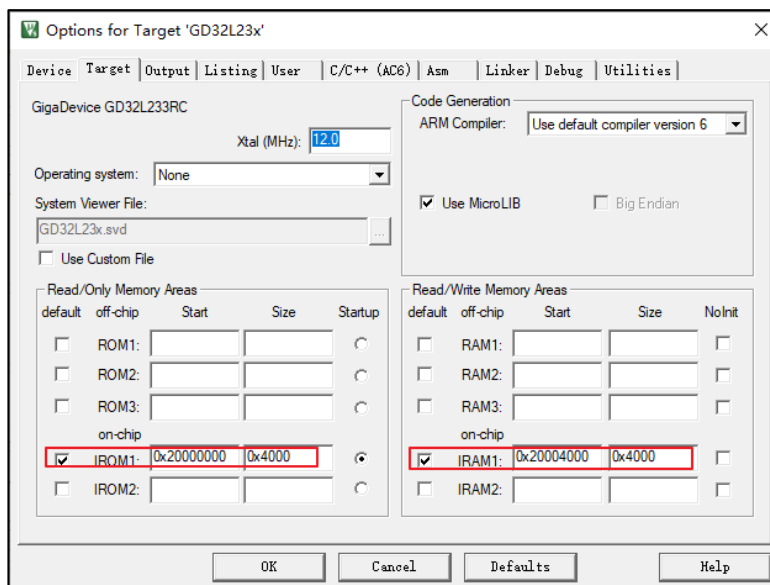 Options for Target 'GD32L23x'
Device Target Output Listing User C/C++ (AC6) Asm Linker Debug Utilities
GigaDevice GD32L233RC
Xtal (MHz): 12.0
Operating system: None
System Viewer File:
GD32L23x.svd
...
Use Custom File
Code Generation
ARM Compiler: Use default compiler version 6
Use MicroLIB Big Endian
Read/Only Memory Areas
default off-chip Start Size Startup
ROM1:
ROM2:
ROM3:
on-chip
IROM1: 0x20000000 0x4000
IROM2:
Read/Write Memory Areas
default off-chip Start Size NoInit
RAM1:
RAM2:
RAM3:
on-chip
IRAM1: 0x20004000 0x4000
IRAM2:
OK Cancel Defaults Help